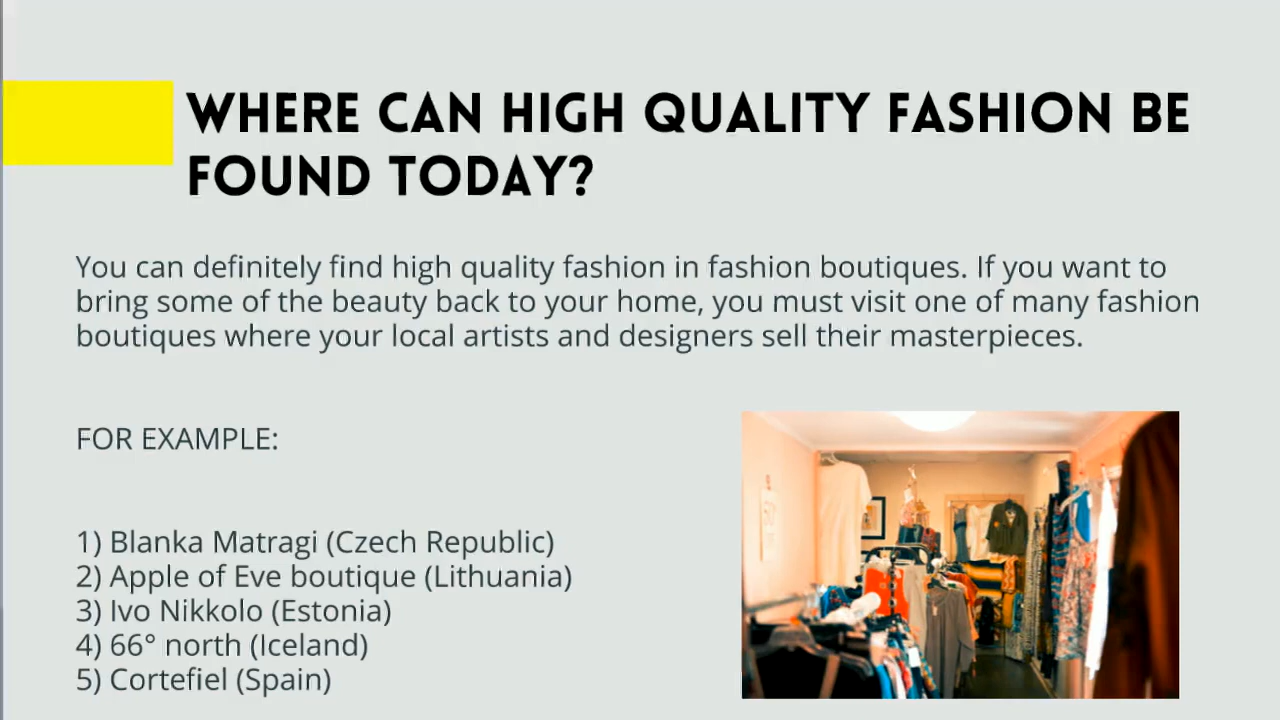 WHERE CAN HIGH QUALITY FASHION BE
FOUND TODAY?
You can definitely find high quality fashion in fashion boutiques. If you want to
bring some of the beauty back to your home, you must visit one of many fashion
boutiques where your local artists and designers sell their masterpieces.
FOR EXAMPLE:
1) Blanka Matragi (Czech Republic)
2) Apple of Eve boutique (Lithuania)
3) Ivo Nikkolo (Estonia)
4) 66° north (Iceland)
5) Cortefiel (Spain)